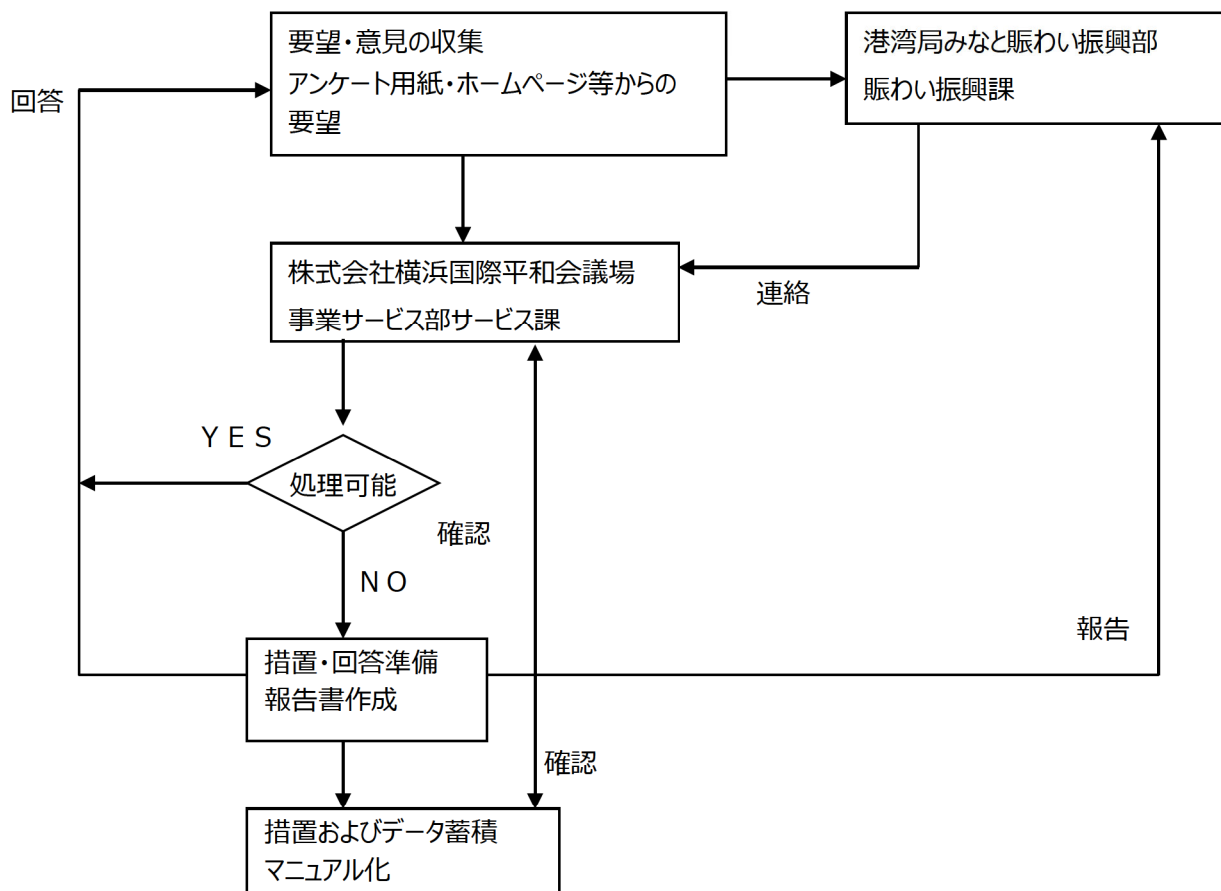 要望・意見の収集
アンケート用紙・ホームページ等からの
要望
港湾局みなと賑わい振興部
賑わい振興課
回答
株式会社横浜国際平和会議場
事業サービス部サービス課
連絡
ＹＥＳ
処理可能
確認
ＮＯ
報告
措置・回答準備
報告書作成
確認
措置およびデータ蓄積
マニュアル化